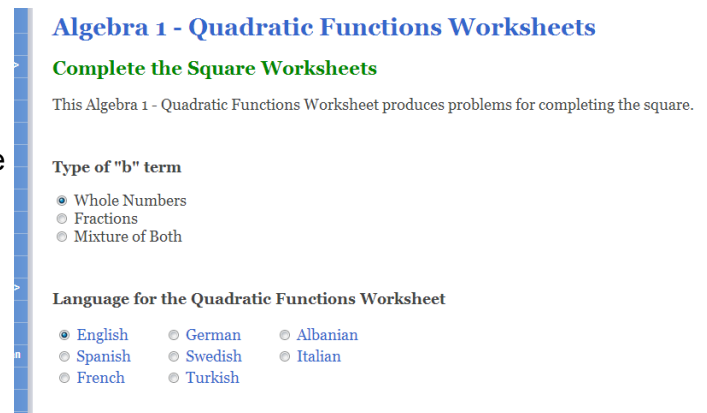 Algebra 1 - Quadratic Functions Worksheets
Complete the Square Worksheets
This Algebra 1 - Quadratic Functions Worksheet produces problems for completing the square.
Type of "b" term
Whole Numbers
Fractions
Mixture of Both
Language for the Quadratic Functions Worksheet
English German Albanian
Spanish Swedish Italian
French Turkish